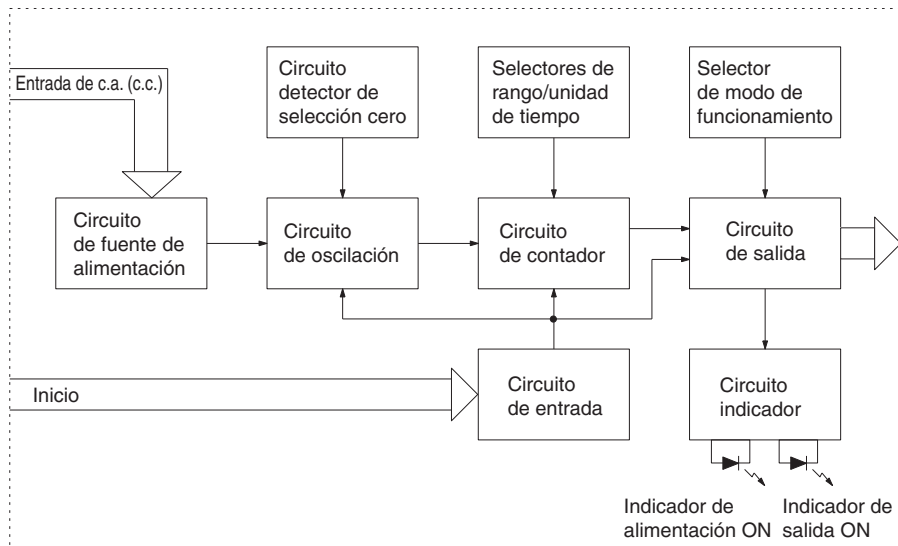 Entrada de c.a. (c.c.)
Circuito
detector de
selección cero
Selectores de
rango/unidad
de tiempo
Selector
de modo de
funcionamiento
Circuito
de fuente de
alimentación
Circuito
de oscilación
Circuito
de contador
Circuito
de salida
Inicio
Circuito
de entrada
Circuito
indicador
Indicador de
alimentación ON
Indicador de
salida ON